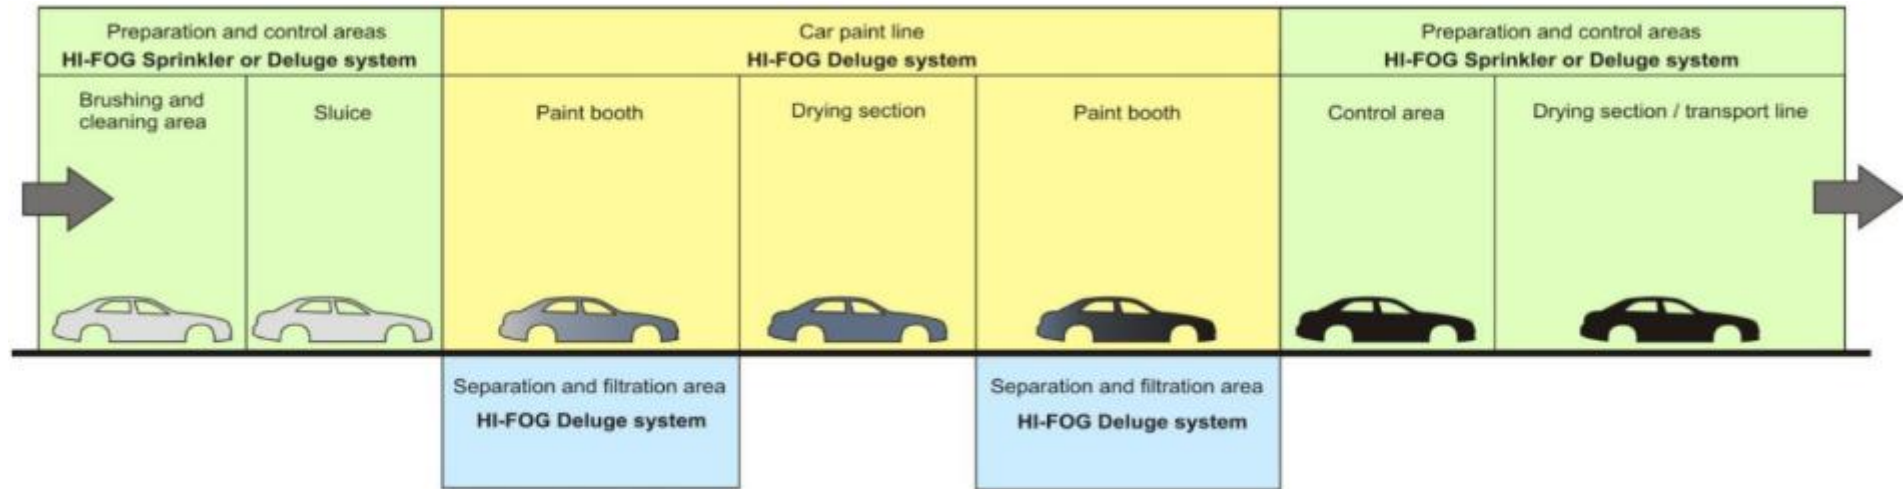 Preparation and control areas
HI-FOG Sprinkler or Deluge system
Car paint line
HI-FOG Deluge system
Preparation and control areas
HI-FOG Sprinkler or Deluge system
Brushing and
cleaning area
Sluice
Paint booth
Drying section
Paint booth
Control area
Drying section / transport line
Separation and filtration area
HI-FOG Deluge system
Separation and filtration area
HI-FOG Deluge system